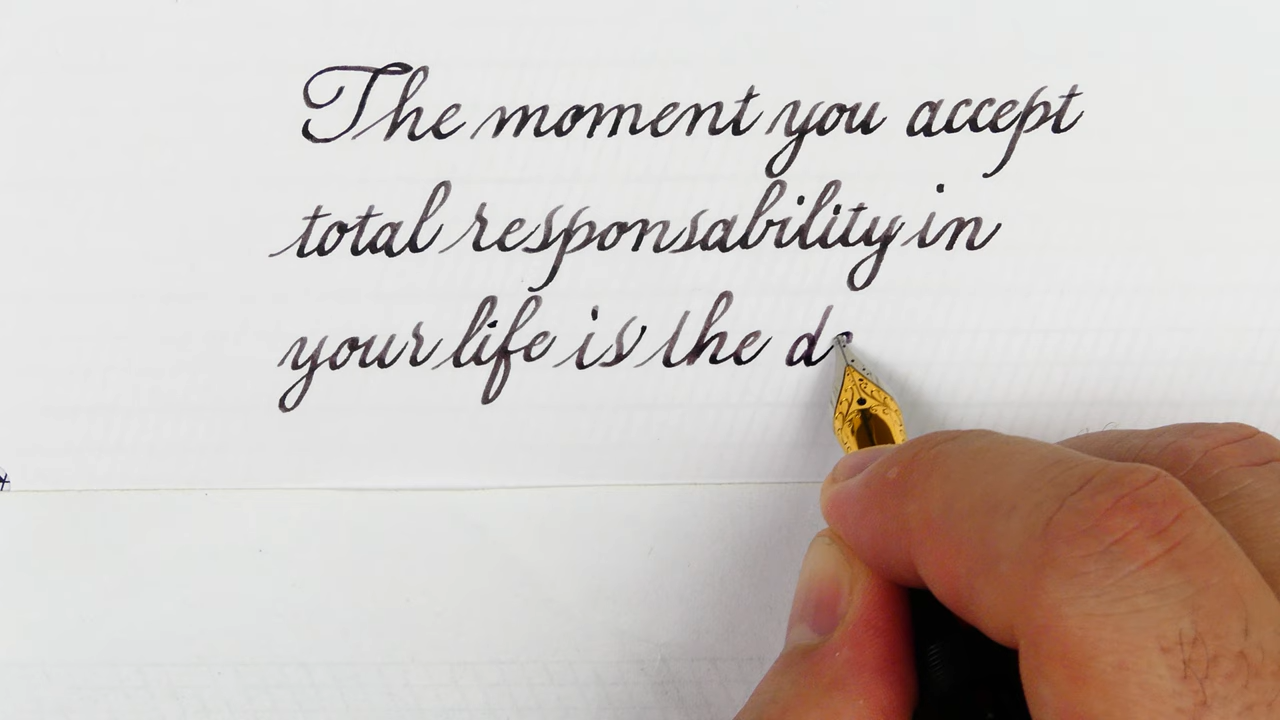 The moment you accept
total responsability in
your life is the d